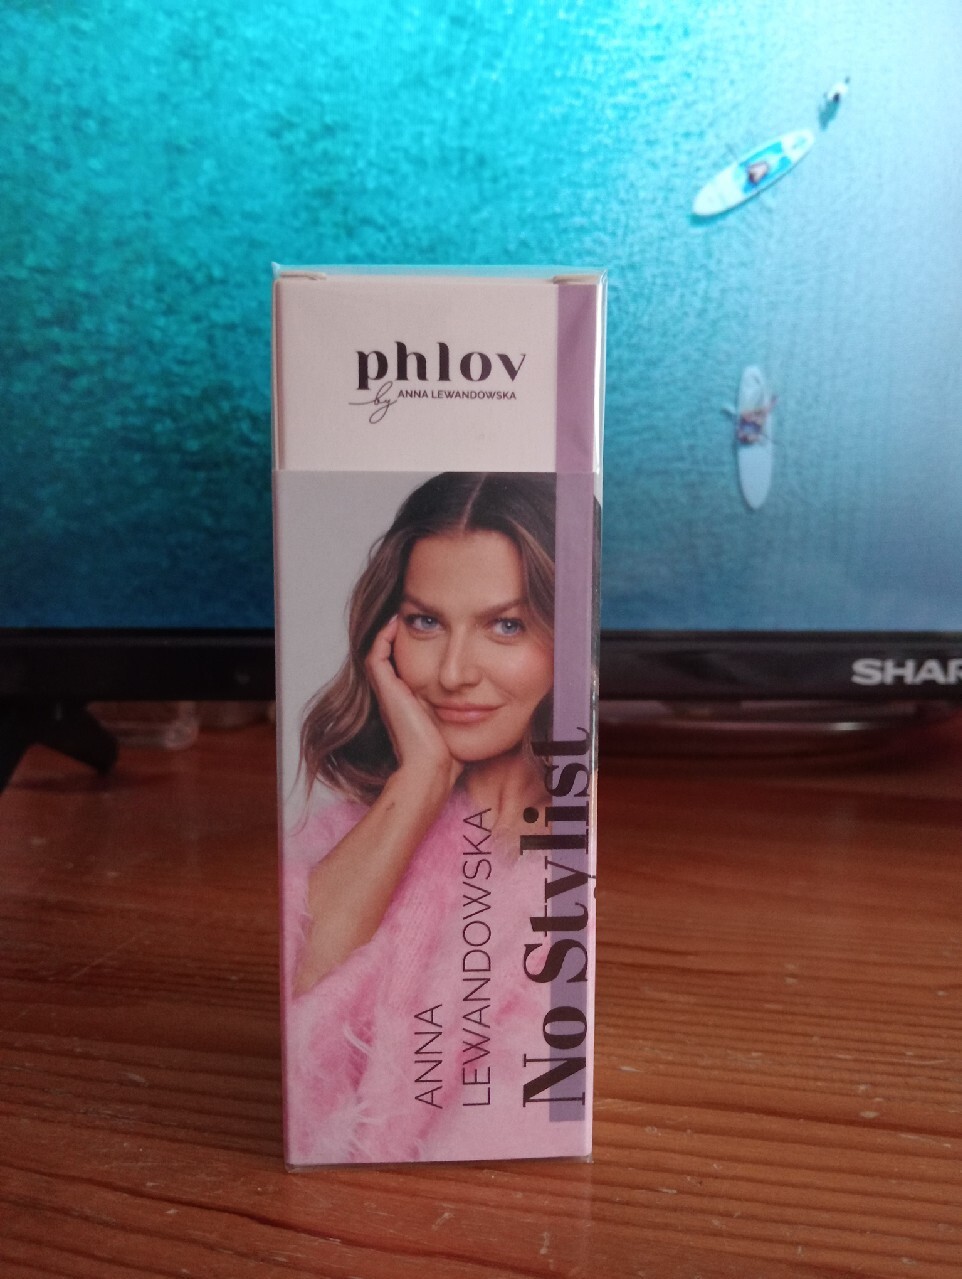 phlov
by ANNA LEWANDOWSKA
ANNA
LEWANDOWSKA
No Stylist
SHAR